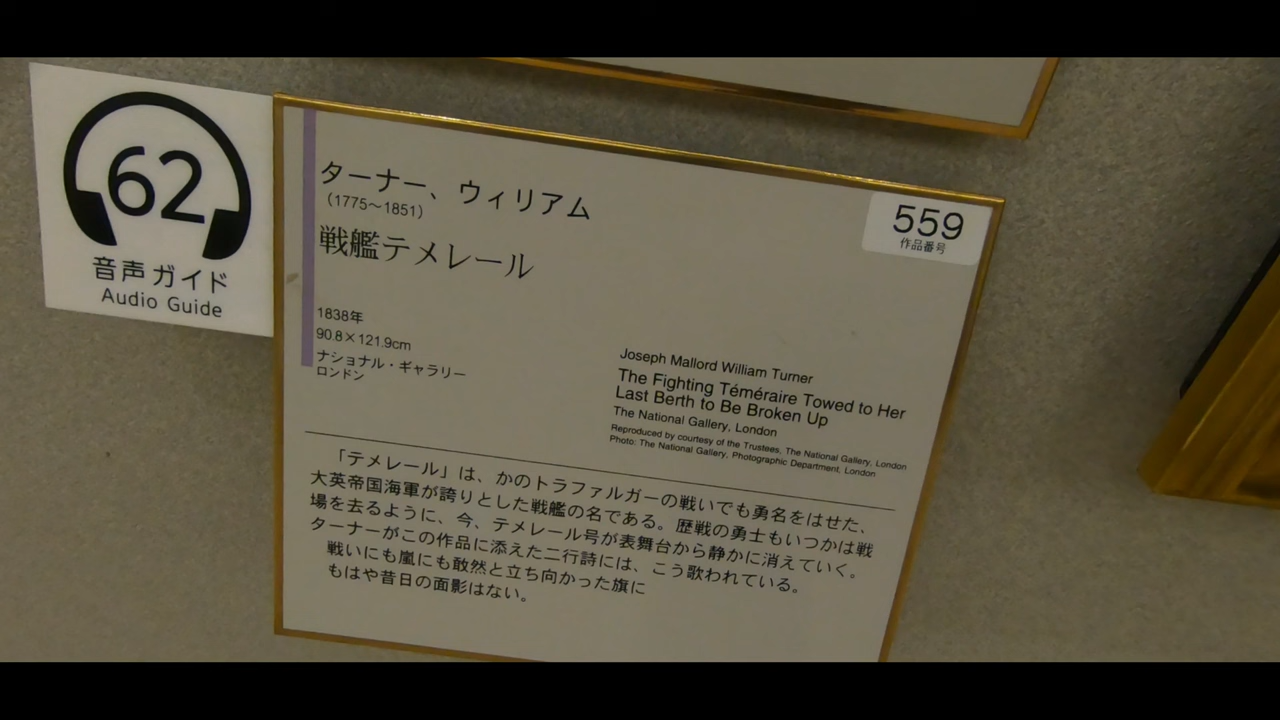 62
音声ガイド
Audio Guide
ターナー、ウィリアム
(1775〜1851)
戦艦テメレール
559
作品番号
1838年
90.8×121.9cm
ナショナル・ギャラリー
ロンドン
Joseph Mallord William Turner
The Fighting Téméraire Towed to Her
Last Berth to Be Broken Up
The National Gallery, London
Reproduced by courtesy of the Trustees, The National Gallery, London
Photo: The National Gallery, Photographic Department, London
「テメレール」は、かのトラファルガーの戦いでも勇名をはせた、
大英帝国海軍が誇りとした戦艦の名である。歴戦の勇士もいつかは戦
場を去るように、今、テメレール号が表舞台から静かに消えていく。
ターナーがこの作品に添えた二行詩には、こう歌われている。
戦いにも嵐にも敢然と立ち向かった旗に
もはや昔日の面影はない。